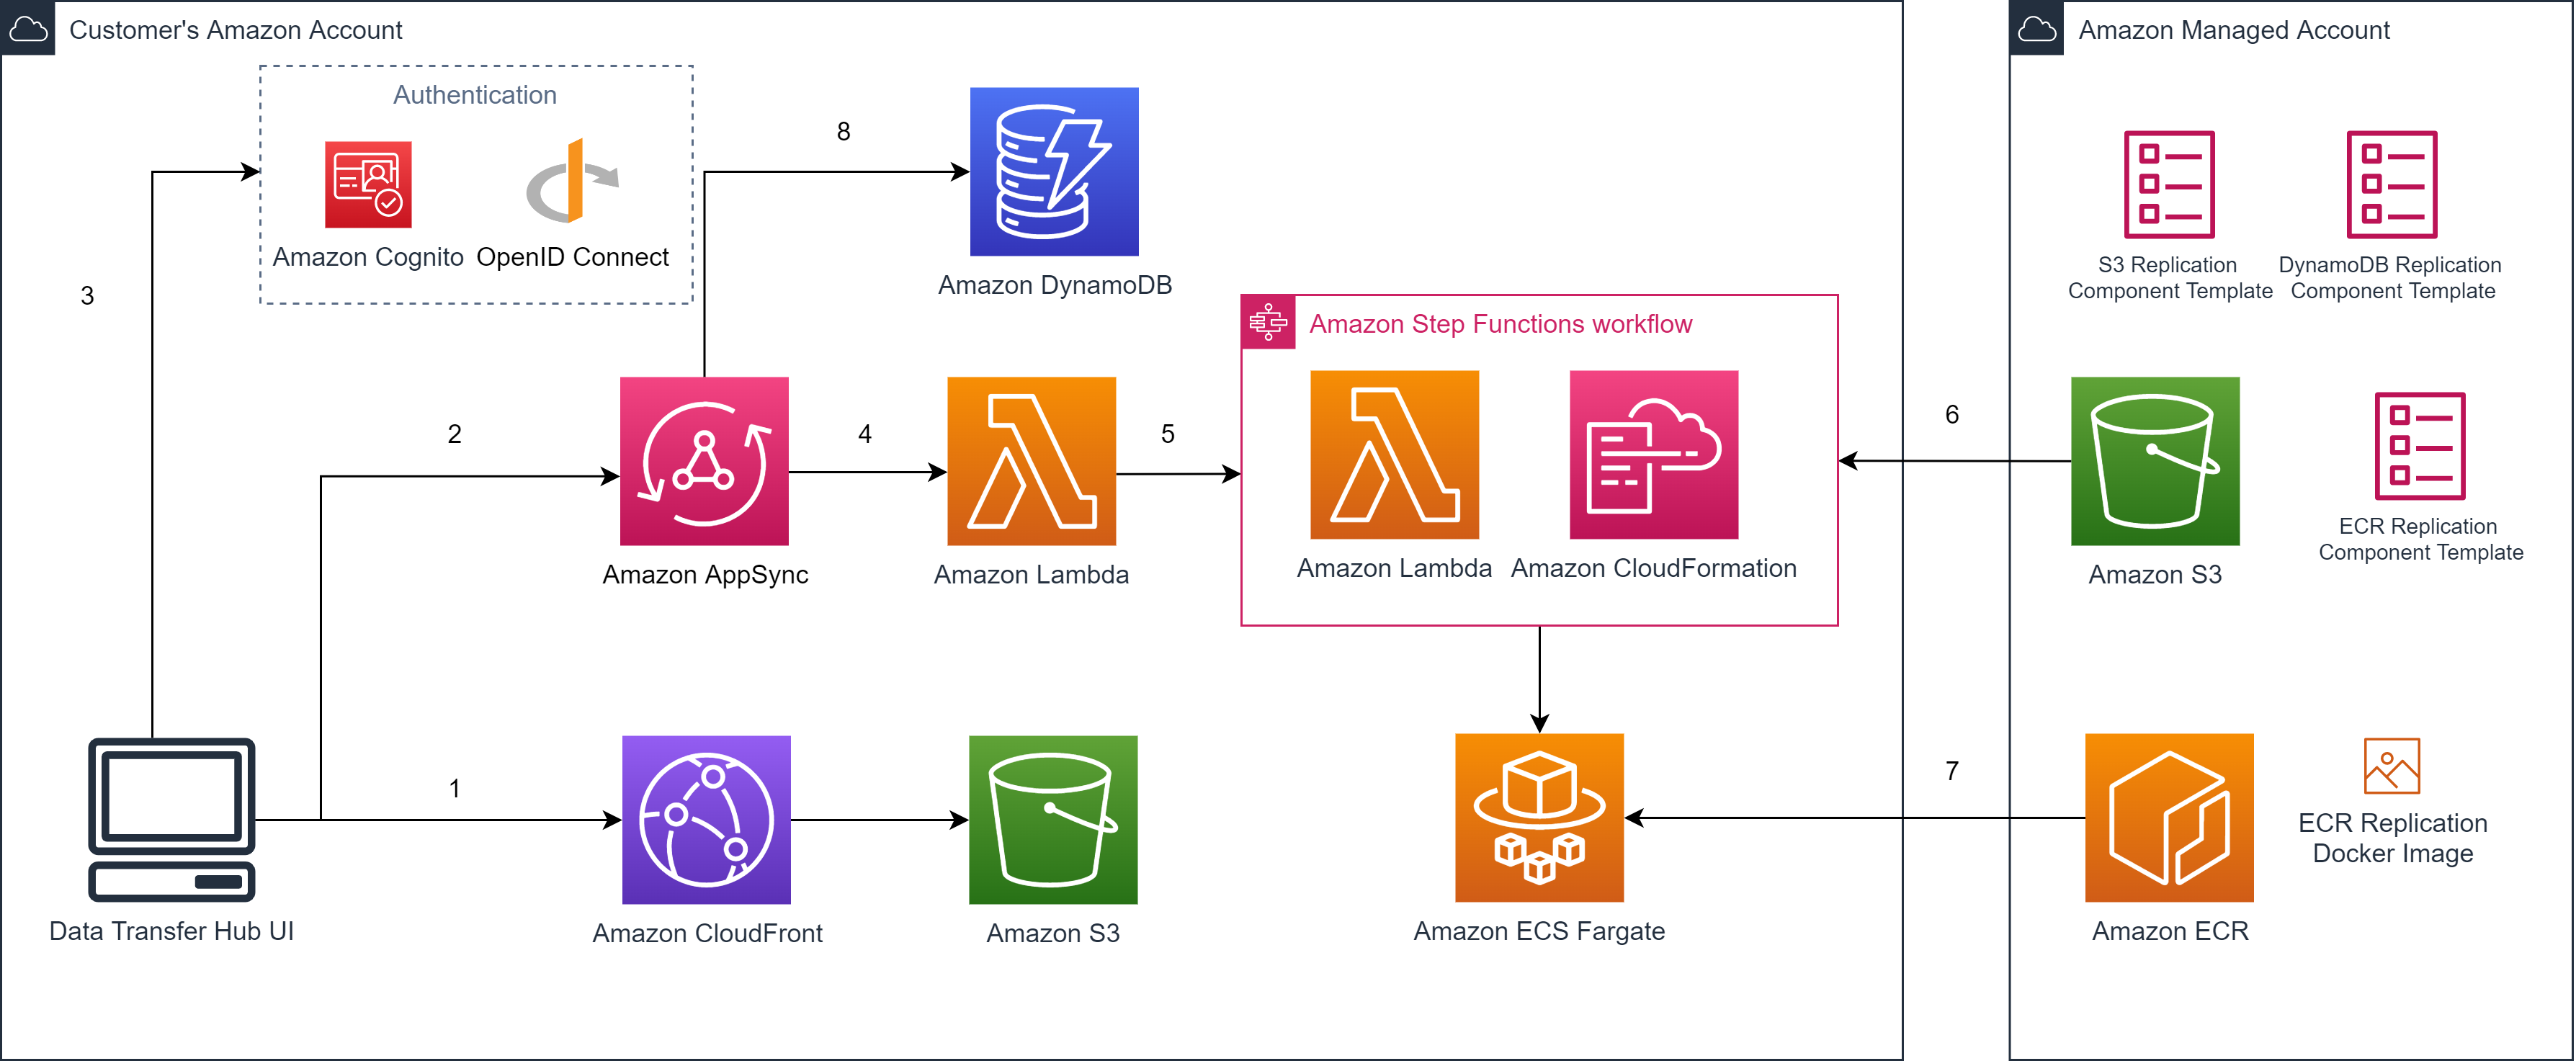 Customer's Amazon Account
Amazon Managed Account
Authentication
8
Amazon Cognito
OpenID Connect
Amazon DynamoDB
S3 Replication
Component Template
DynamoDB Replication
Component Template
3
Amazon Step Functions workflow
2
4
5
6
Amazon AppSync
Amazon Lambda
Amazon Lambda
Amazon CloudFormation
Amazon S3
ECR Replication
Component Template
1
7
Data Transfer Hub UI
Amazon CloudFront
Amazon S3
Amazon ECS Fargate
Amazon ECR
ECR Replication
Docker Image